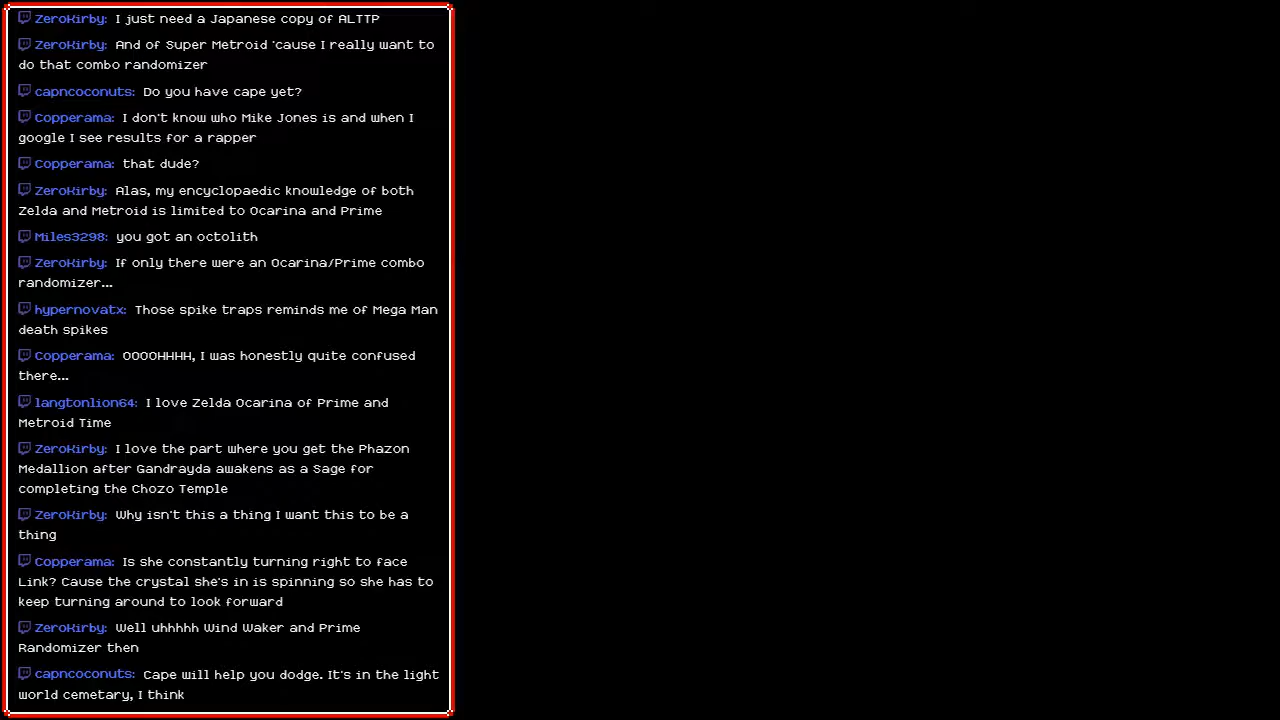 ZeroKirby: I just need a Japanese copy of ALTTP
ZeroKirby: And of Super Metroid 'cause I really want to
do that combo randomizer
capncoconuts: Do you have cape yet?
Copperama: I don't know who Mike Jones is and when I
google I see results for a rapper
Copperama: that dude?
ZeroKirby: Alas, my encyclopaedic knowledge of both
Zelda and Metroid is limited to Ocarina and Prime
Miles3298: you got an octolith
ZeroKirby: If only there were an Ocarina/Prime combo
randomizer...
hypernovatx: Those spike traps reminds me of Mega Man
death spikes
Copperama: OOOOHHHH, I was honestly quite confused
there...
langtonlion64: I love Zelda Ocarina of Prime and
Metroid Time
ZeroKirby: I love the part where you get the Phazon
Medallion after Gandrayda awakens as a Sage for
completing the Chozo Temple
ZeroKirby: Why isn't this a thing I want this to be a
thing
Copperama: Is she constantly turning right to face
Link? Cause the crystal she's in is spinning so she has to
keep turning around to look forward
ZeroKirby: Well uhhhhh Wind Waker and Prime
Randomizer then
capncoconuts: Cape will help you dodge. It's in the light
world cemetary, I think